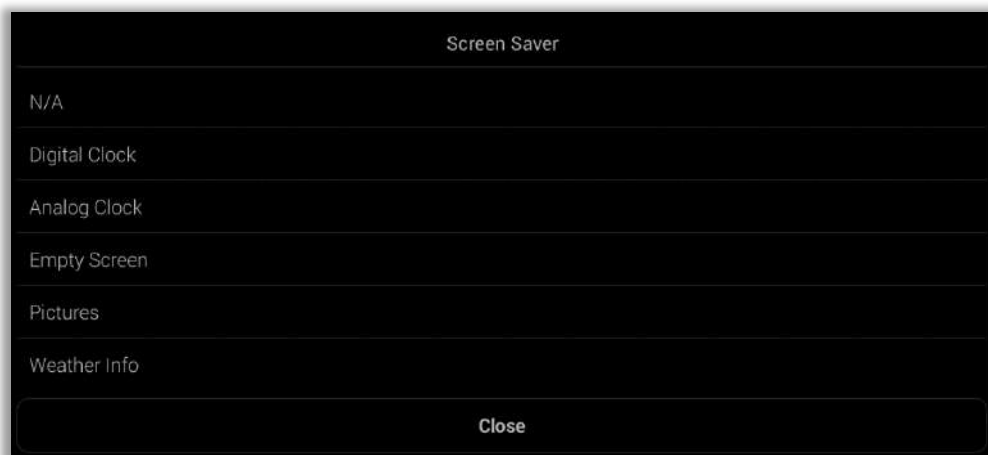 Screen Saver
N/A
Digital Clock
Analog Clock
Empty Screen
Pictures
Weather Info
Close